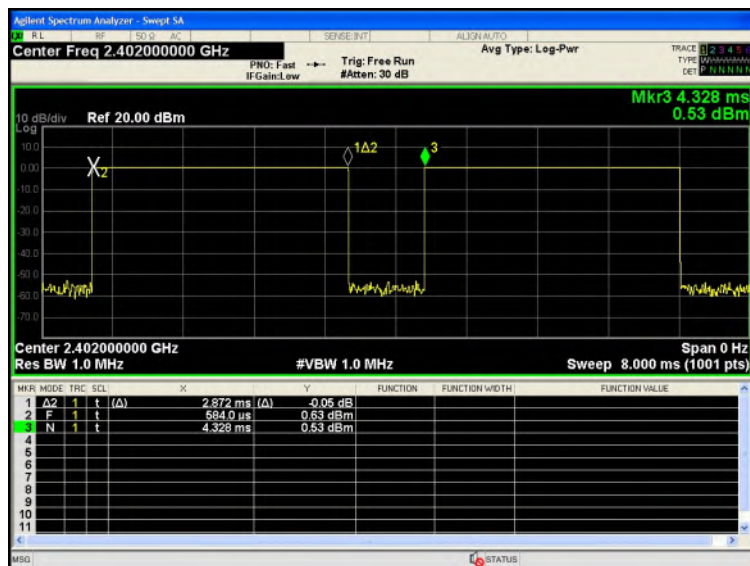 Agilent Spectrum Analyzer - Swept SA
RL RF 50 Ω AC SENSE:INT ALIGN AUTO
Center Freq 2.402000000 GHz
PNO: Fast
IFGain:Low
Trig: Free Run
#Atten: 30 dB
Avg Type: Log-Pwr
TRACE 1 2 3 4 5 6
TYPE
DET P N N N N N
Mkr3 4.328 ms
0.53 dBm
10 dB/div Ref 20.00 dBm
Log
10.0
0.00
-10.0
-20.0
-30.0
-40.0
-50.0
-60.0
-70.0
2
1Δ2
3
Center 2.402000000 GHz Span 0 Hz
Res BW 1.0 MHz #VBW 1.0 MHz Sweep 8.000 ms (1001 pts)
MKR MODE TRC SCL X Y FUNCTION FUNCTION WIDTH FUNCTION VALUE
1 Δ2 1 t (Δ) 2.872 ms (Δ) -0.05 dB
2 F 1 t 584.0 µs 0.63 dBm
3 N 1 t 4.328 ms 0.53 dBm
4
5
6
7
8
9
10
11
MSG STATUS